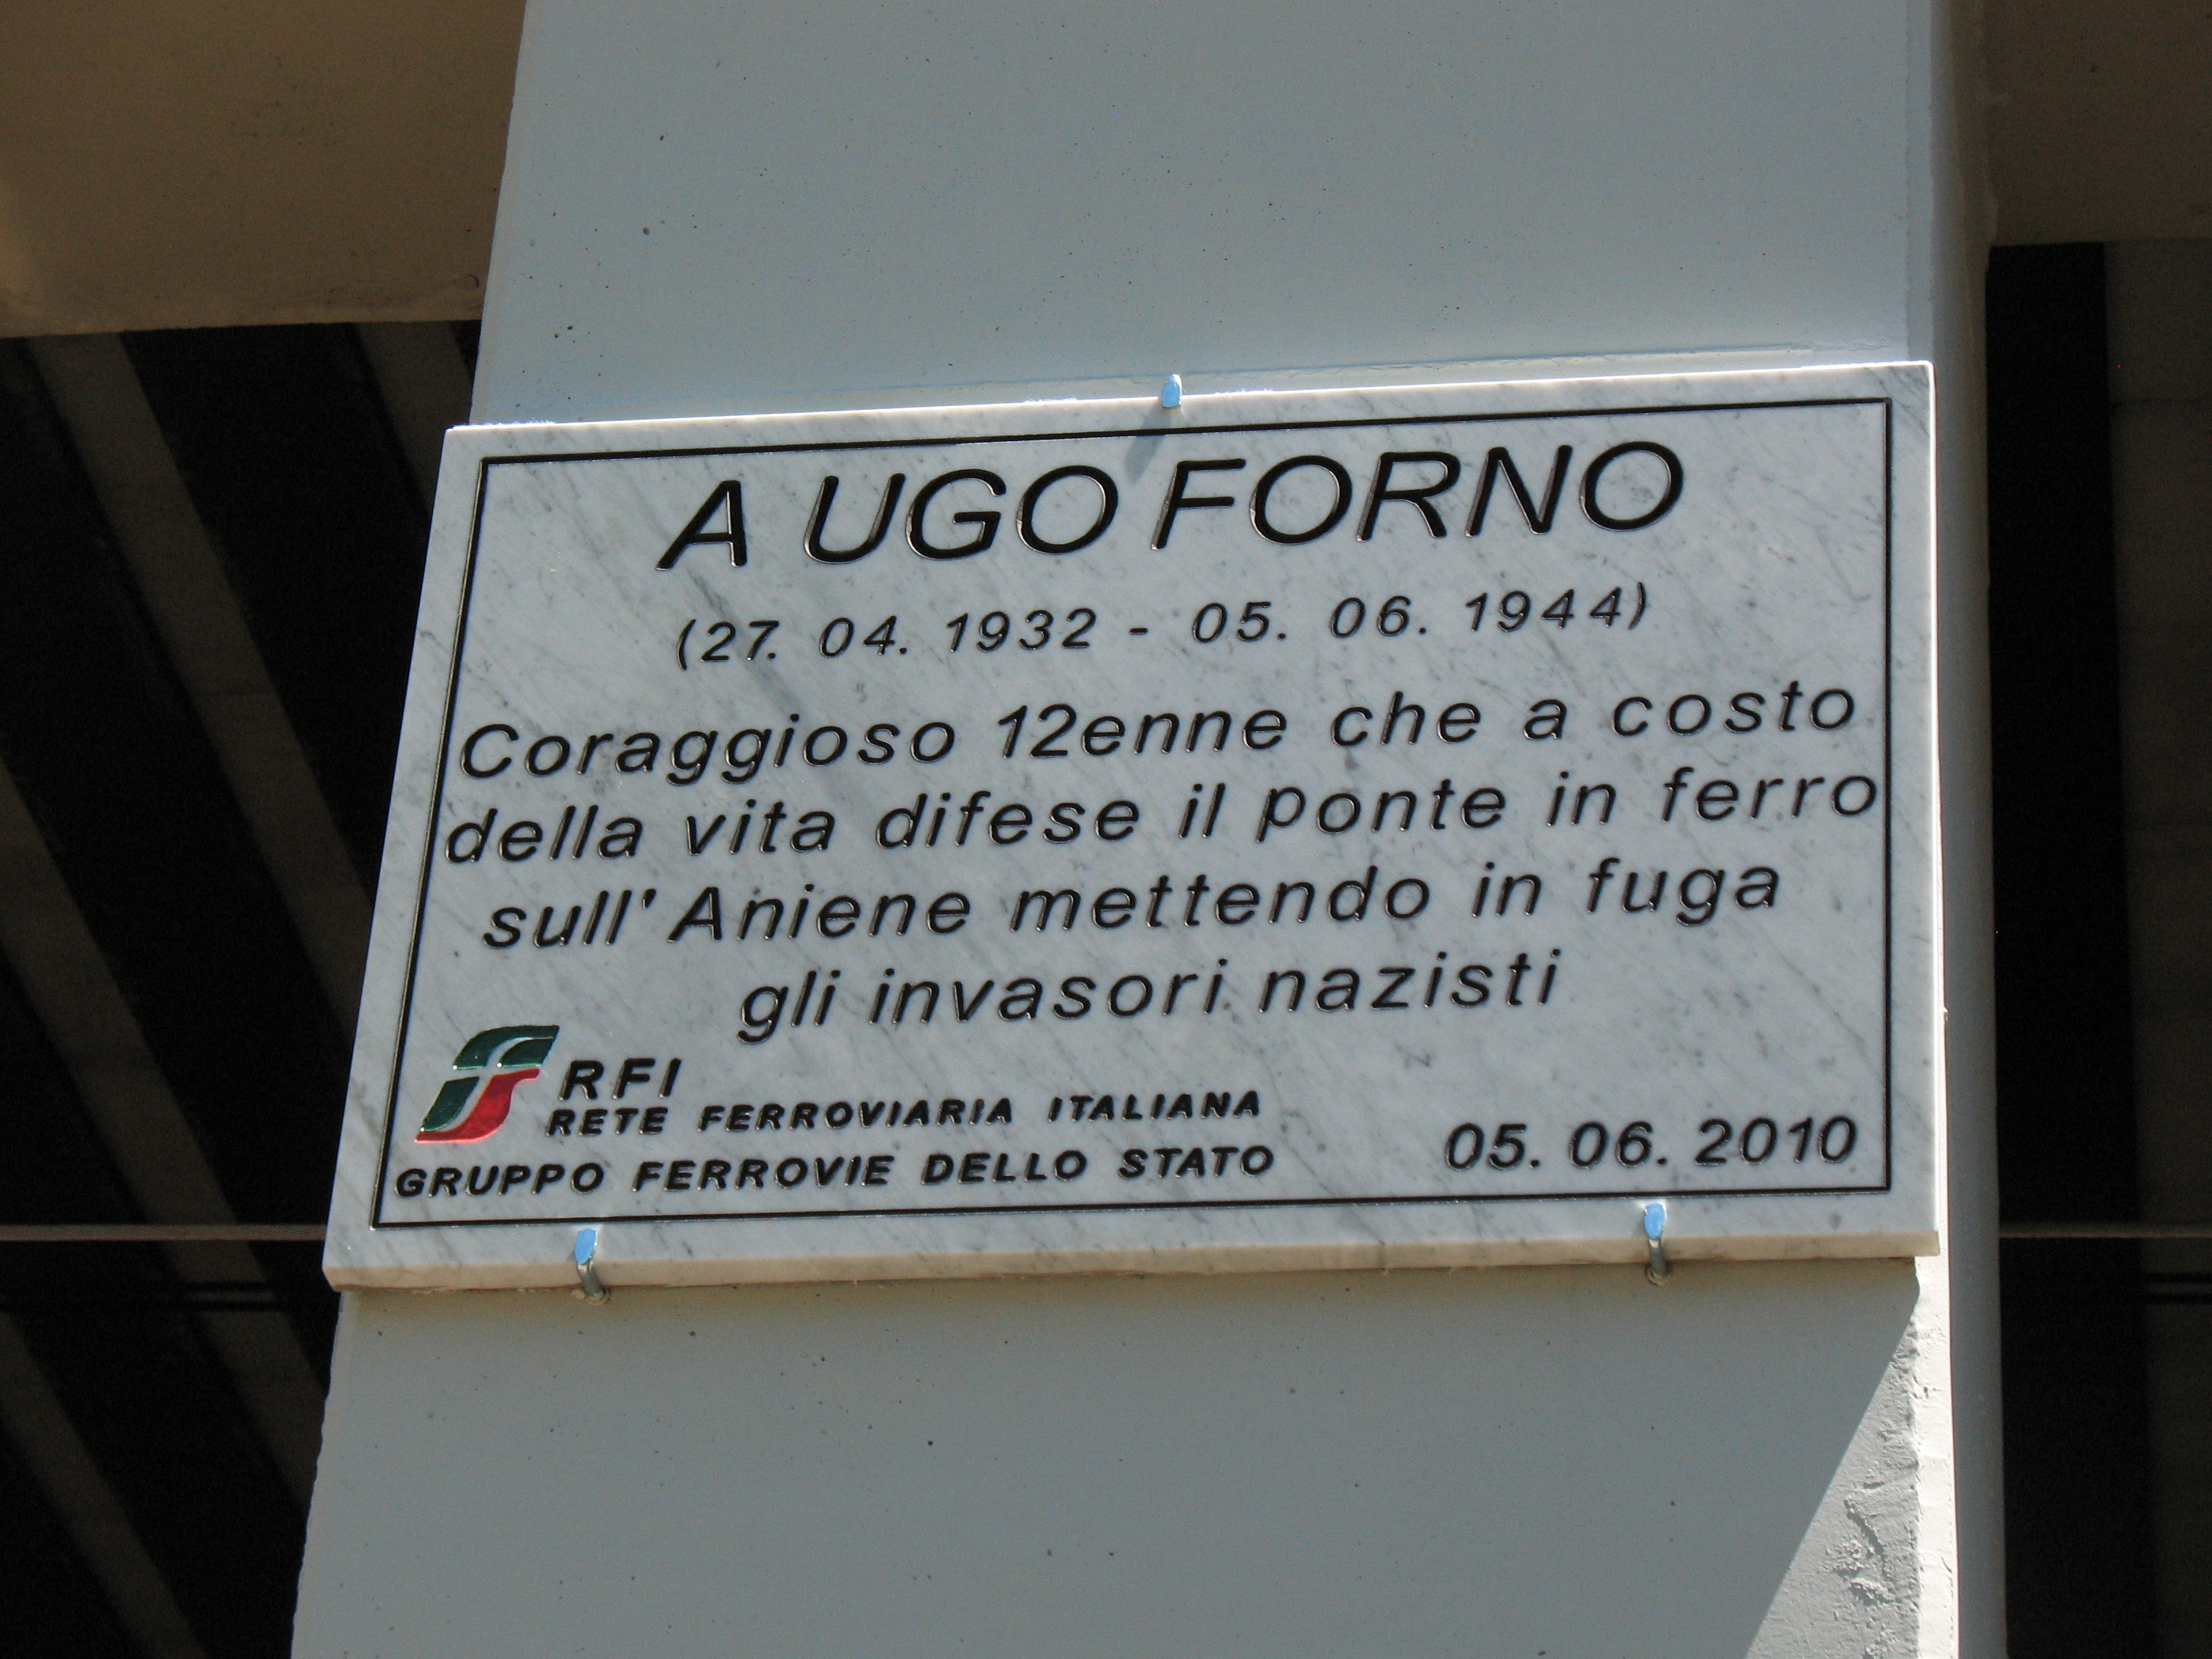 A UGO FORNO
(27. 04. 1932 - 05. 06. 1944)
Coraggioso 12enne che a costo
della vita difese il ponte in ferro
sull' Aniene mettendo in fuga
gli invasori nazisti
RFI
RETE FERROVIARIA ITALIANA
GRUPPO FERROVIE DELLO STATO
05. 06. 2010